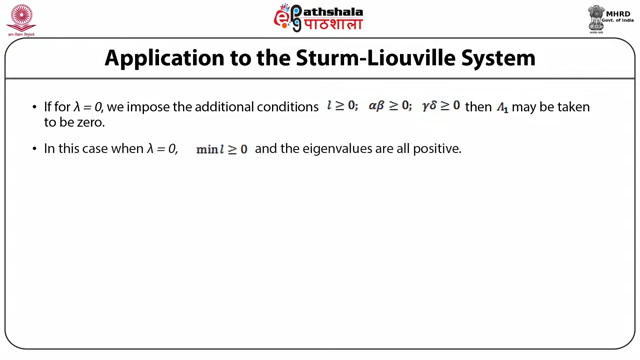 ePathshala
पाठशाला
MHRD
Govt. of India
Application to the Sturm-Liouville System
• If for λ = 0, we impose the additional conditions l ≥ 0; αβ ≥ 0; γδ ≥ 0 then Λ₁ may be taken
to be zero.
• In this case when λ = 0, min l ≥ 0 and the eigenvalues are all positive.